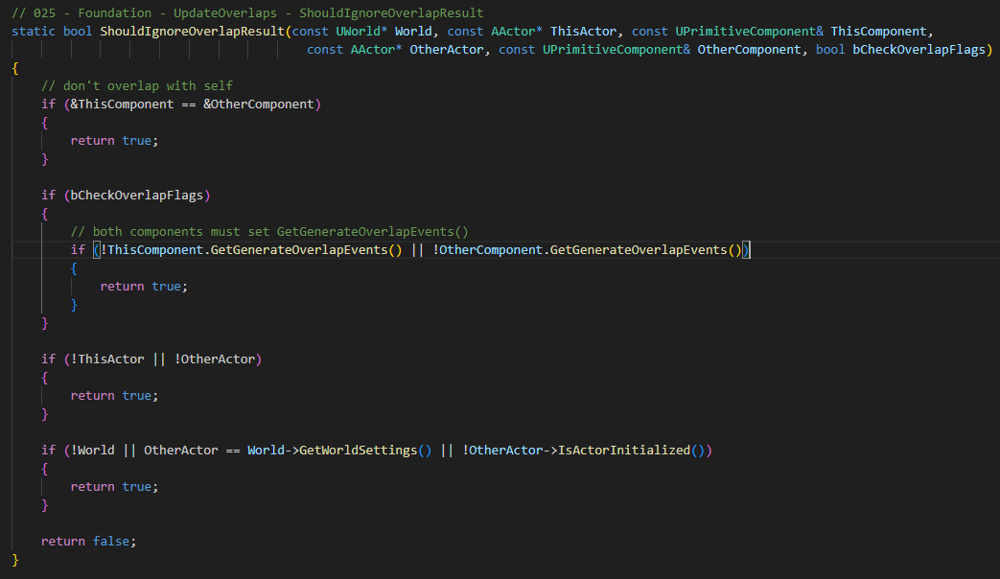 // 025 - Foundation - UpdateOverlaps - ShouldIgnoreOverlapResult
static bool ShouldIgnoreOverlapResult(const UWorld* World, const AActor* ThisActor, const UPrimitiveComponent& ThisComponent,
const AActor* OtherActor, const UPrimitiveComponent& OtherComponent, bool bCheckOverlapFlags)
{
// don't overlap with self
if (&ThisComponent == &OtherComponent)
{
return true;
}
if (bCheckOverlapFlags)
{
// both components must set GetGenerateOverlapEvents()
if (!ThisComponent.GetGenerateOverlapEvents() || !OtherComponent.GetGenerateOverlapEvents())
{
return true;
}
}
if (!ThisActor || !OtherActor)
{
return true;
}
if (!World || OtherActor == World->GetWorldSettings() || !OtherActor->IsActorInitialized())
{
return true;
}
return false;
}